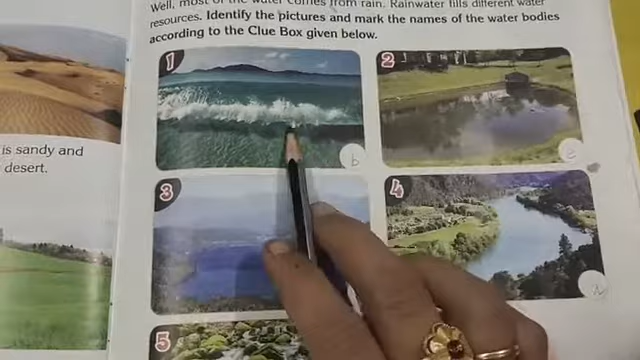 Well, most of the water comes from rain. Rainwater fills different water
resources. Identify the pictures and mark the names of the water bodies
according to the Clue Box given below.
1
2
is sandy and
desert.
b
e
3
4
5